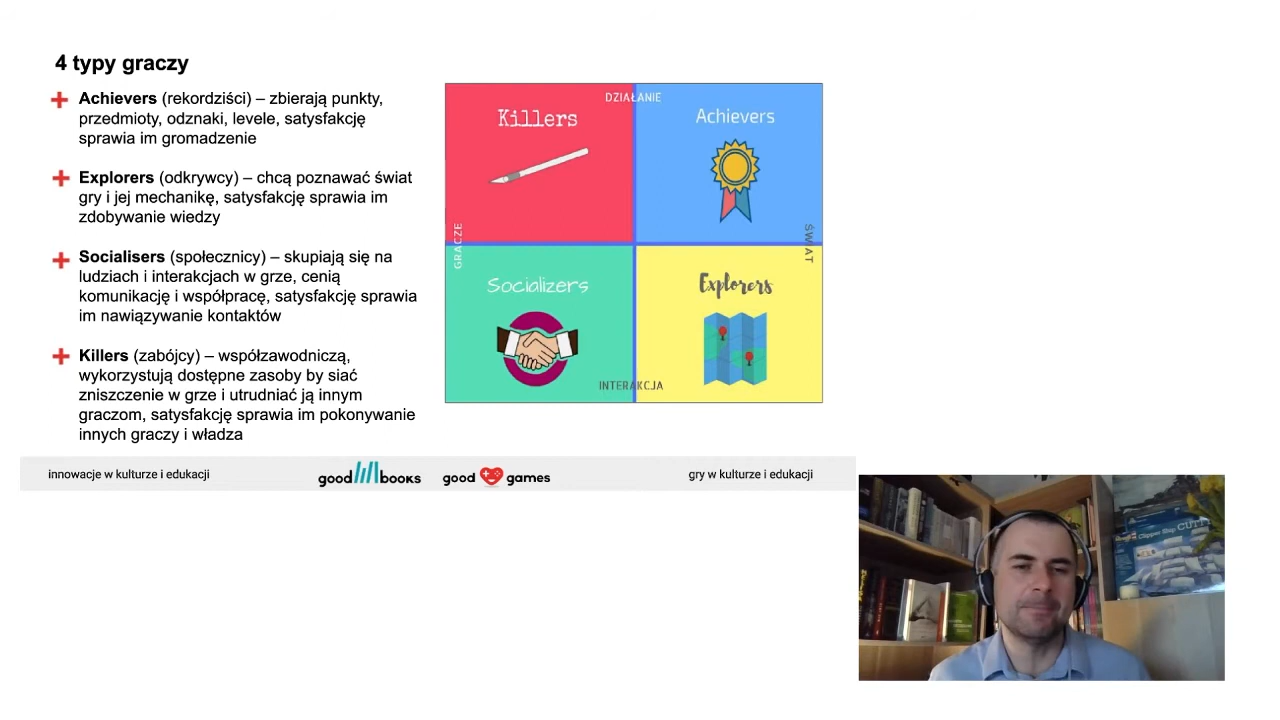 4 typy graczy
Achievers (rekordziści) – zbierają punkty,
przedmioty, odznaki, levele, satysfakcję
sprawia im gromadzenie
Explorers (odkrywcy) – chcą poznawać świat
gry i jej mechanikę, satysfakcję sprawia im
zdobywanie wiedzy
Socialisers (społecznicy) – skupiają się na
ludziach i interakcjach w grze, cenią
komunikację i współpracę, satysfakcję sprawia
im nawiązywanie kontaktów
Killers (zabójcy) – współzawodniczą,
wykorzystują dostępne zasoby by siać
zniszczenie w grze i utrudniać ją innym
graczom, satysfakcję sprawia im pokonywanie
innych graczy i władza
DZIAŁANIE
Killers
Achievers
GRACZE
ŚWIAT
Socializers
Explorers
INTERAKCJA
innowacje w kulturze i edukacji
good books
good games
gry w kulturze i edukacji
Clipper Ship CUTTY